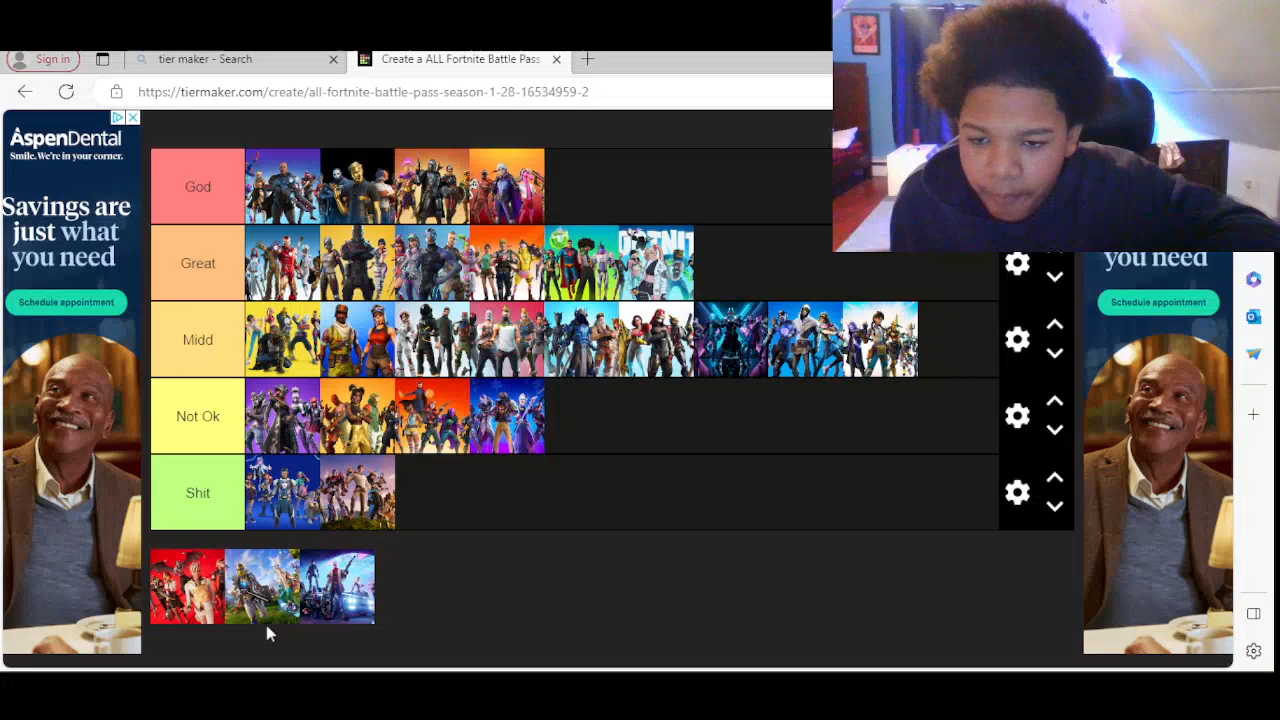 Sign in
tier maker - Search
Create a ALL Fortnite Battle Pass
https://tiermaker.com/create/all-fortnite-battle-pass-season-1-28-16534959-2
AspenDental
Smile. We're in your corner.
Savings are
just what
you need
Schedule appointment
God
Great
Midd
Not Ok
Shit
you need
Schedule appointment